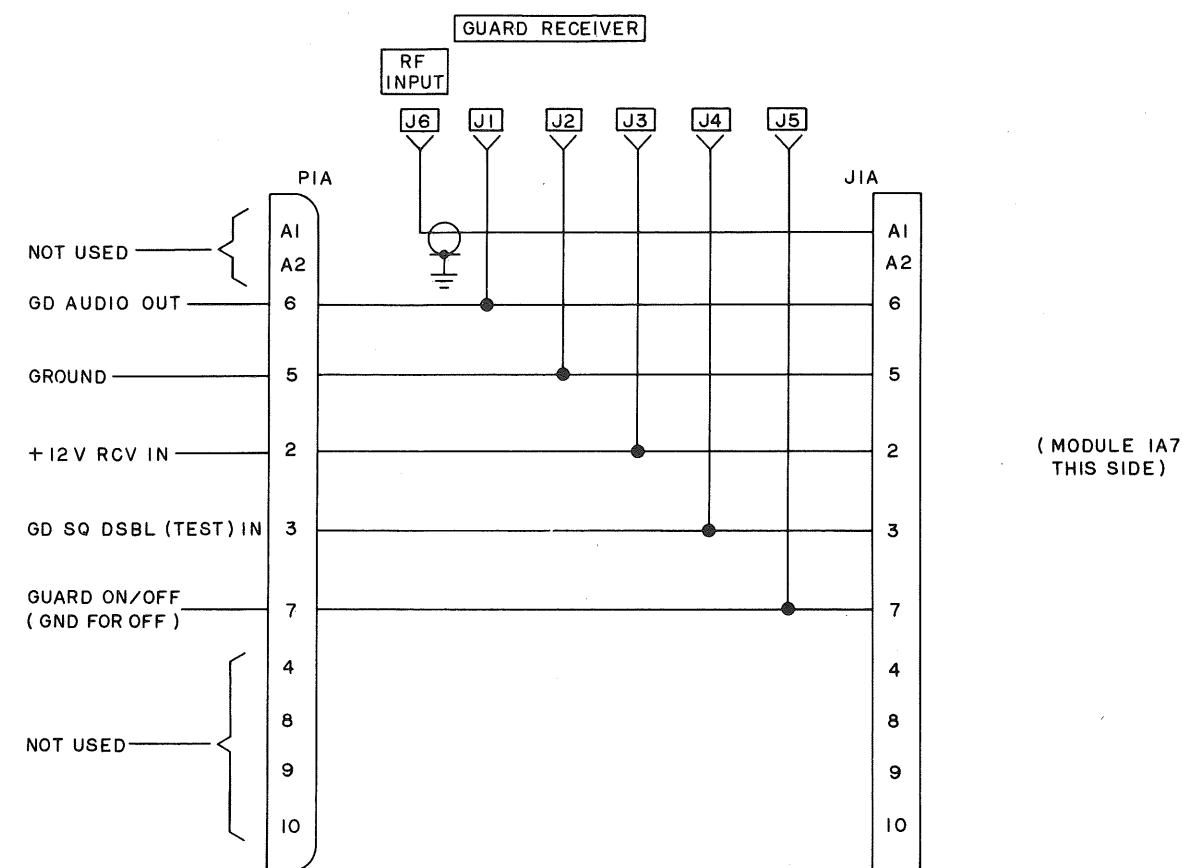 GUARD RECEIVER
RF
INPUT
J6 J1 J2 J3 J4 J5
P1A J1A
A1 A1
NOT USED
A2 A2
GD AUDIO OUT 6 6
GROUND 5 5
+12V RCV IN 2 2
(MODULE 1A7
THIS SIDE)
GD SQ DSBL (TEST) IN 3 3
GUARD ON/OFF
(GND FOR OFF) 7 7
4 4
8 8
NOT USED
9 9
10 10